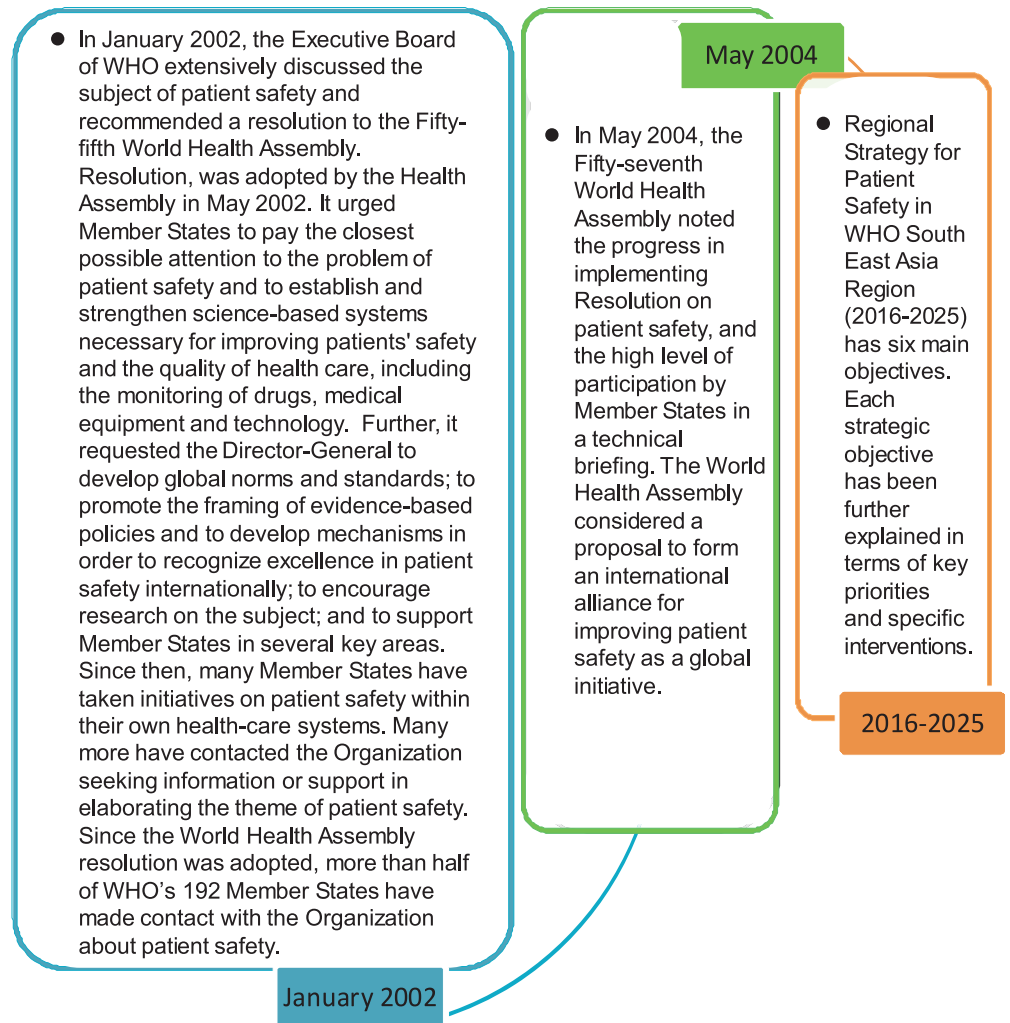 ● In January 2002, the Executive Board
of WHO extensively discussed the
subject of patient safety and
recommended a resolution to the Fifty-
fifth World Health Assembly.
Resolution, was adopted by the Health
Assembly in May 2002. It urged
Member States to pay the closest
possible attention to the problem of
patient safety and to establish and
strengthen science-based systems
necessary for improving patients' safety
and the quality of health care, including
the monitoring of drugs, medical
equipment and technology.  Further, it
requested the Director-General to
develop global norms and standards; to
promote the framing of evidence-based
policies and to develop mechanisms in
order to recognize excellence in patient
safety internationally; to encourage
research on the subject; and to support
Member States in several key areas.
Since then, many Member States have
taken initiatives on patient safety within
their own health-care systems. Many
more have contacted the Organization
seeking information or support in
elaborating the theme of patient safety.
Since the World Health Assembly
resolution was adopted, more than half
of WHO’s 192 Member States have
made contact with the Organization
about patient safety.
January 2002
May 2004
● In May 2004, the
Fifty-seventh
World Health
Assembly noted
the progress in
implementing
Resolution on
patient safety, and
the high level of
participation by
Member States in
a technical
briefing. The World
Health Assembly
considered a
proposal to form
an international
alliance for
improving patient
safety as a global
initiative.
● Regional
Strategy for
Patient
Safety in
WHO South
East Asia
Region
(2016-2025)
has six main
objectives.
Each
strategic
objective
has been
further
explained in
terms of key
priorities
and specific
interventions.
2016-2025